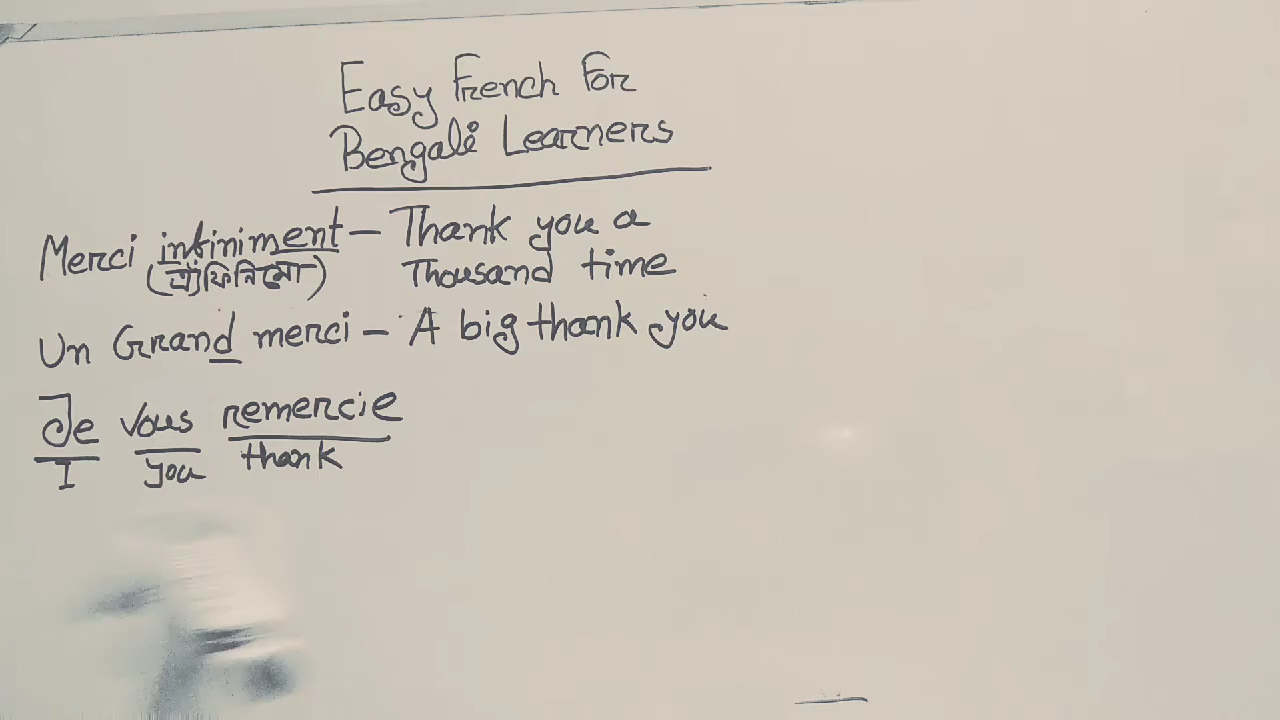 Easy French For
Bengali Learners
Merci infiniment – Thank you a
(অ্যাঁফিনিমো) Thousand time
Un Grand merci – A big thank you
Je vous remercie
I you thank